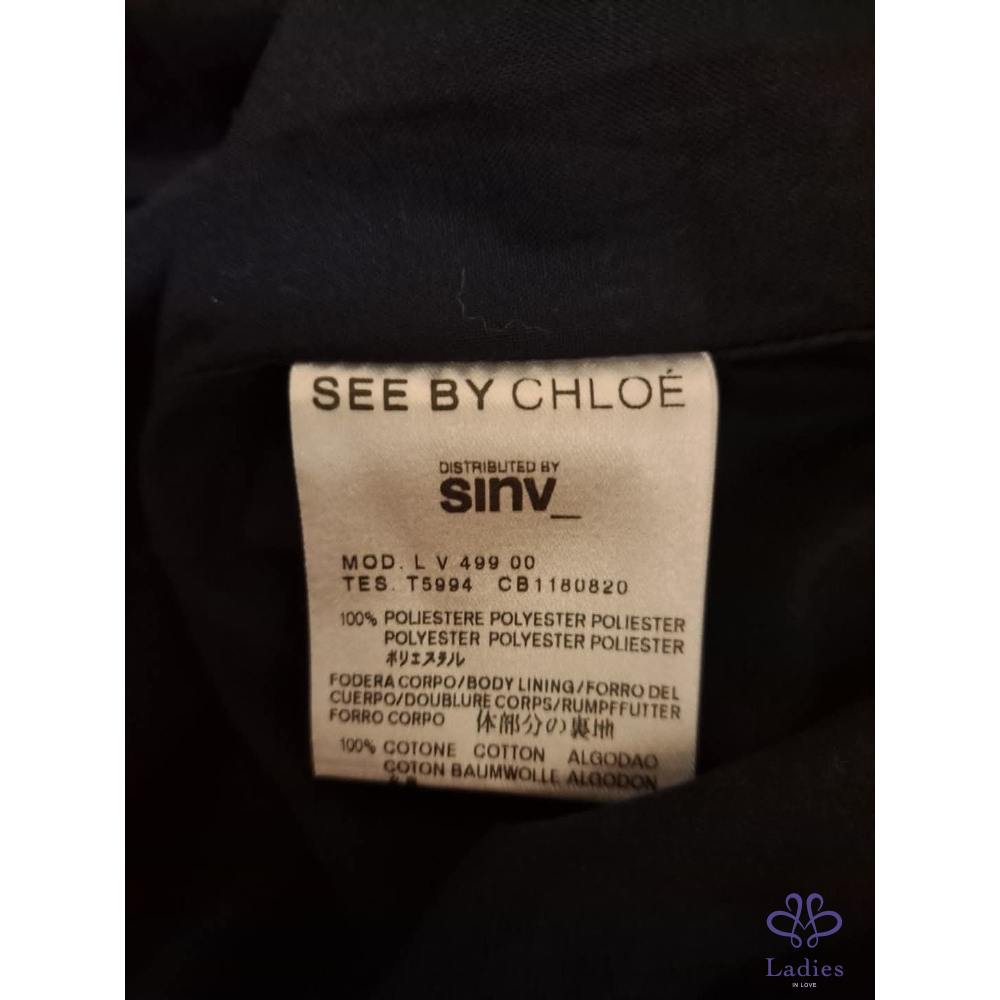 SEE BY CHLOÉ
DISTRIBUTED BY
sinv_
MOD. L V 499 00
TES. T5994 CB1180820
100% POLIESTERE POLYESTER POLIESTER
POLYESTER POLYESTER POLIESTER
ポリエステル
FODERA CORPO/BODY LINING/FORRO DEL
CUERPO/DOUBLURE CORPS/RUMPFFUTTER
FORRO CORPO 体部分の裏地
100% COTONE COTTON ALGODAO
COTON BAUMWOLLE ALGODON
Ladies
IN LOVE